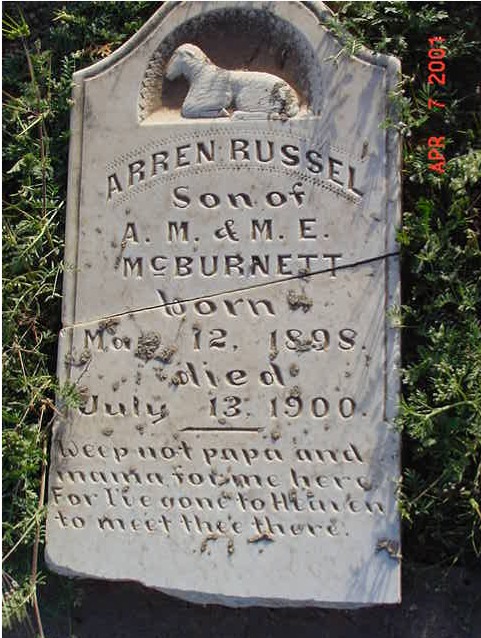 ARREN RUSSEL
Son of
A. M. & M. E.
McBURNETT
born
12, 1898.
died
July 13, 1900.
Weep not papa and
mama for me here
For I've gone to Heaven
to meet thee there.
APR 7 2001